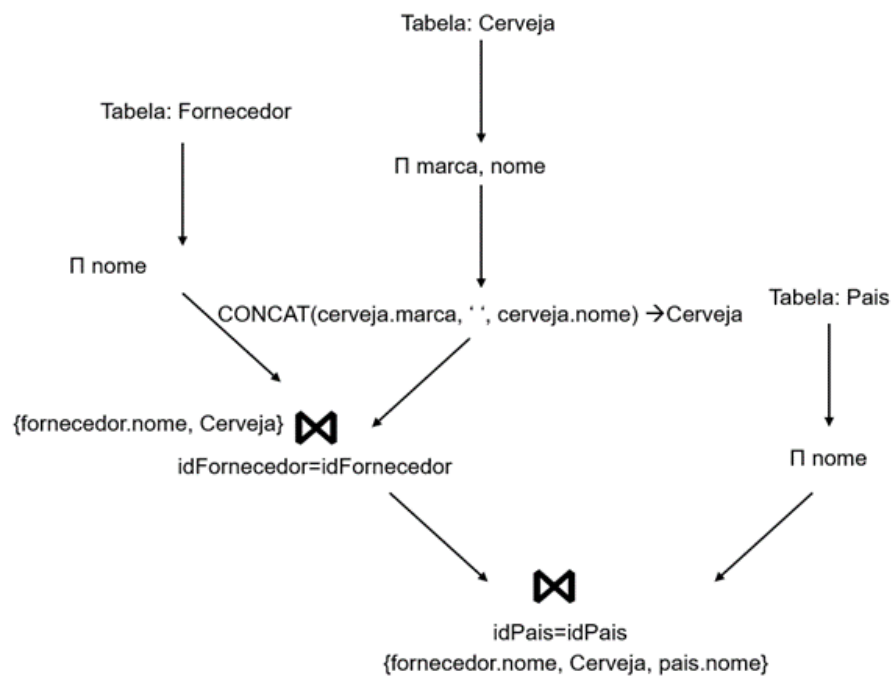 Tabela: Cerveja
Tabela: Fornecedor
Π marca, nome
Π nome
CONCAT(cerveja.marca, ‘ ‘, cerveja.nome) →Cerveja
Tabela: Pais
{fornecedor.nome, Cerveja} ⋈
idFornecedor=idFornecedor
Π nome
⋈
idPais=idPais
{fornecedor.nome, Cerveja, pais.nome}